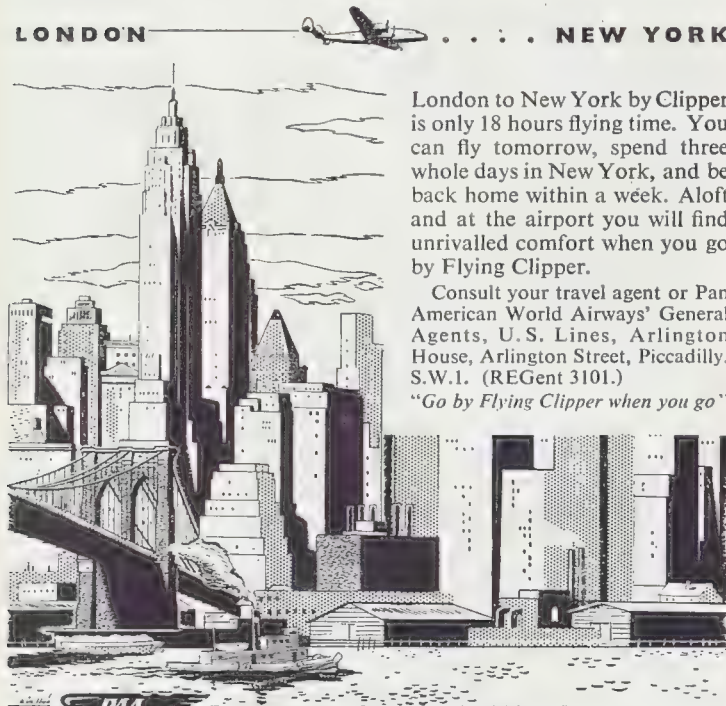 LONDON . . . . NEW YORK
London to New York by Clipper
is only 18 hours flying time. You
can fly tomorrow, spend three
whole days in New York, and be
back home within a week. Aloft
and at the airport you will find
unrivalled comfort when you go
by Flying Clipper.
Consult your travel agent or Pan
American World Airways' General
Agents, U.S. Lines, Arlington
House, Arlington Street, Piccadilly,
S.W.1. (REGent 3101.)
"Go by Flying Clipper when you go"
PAA